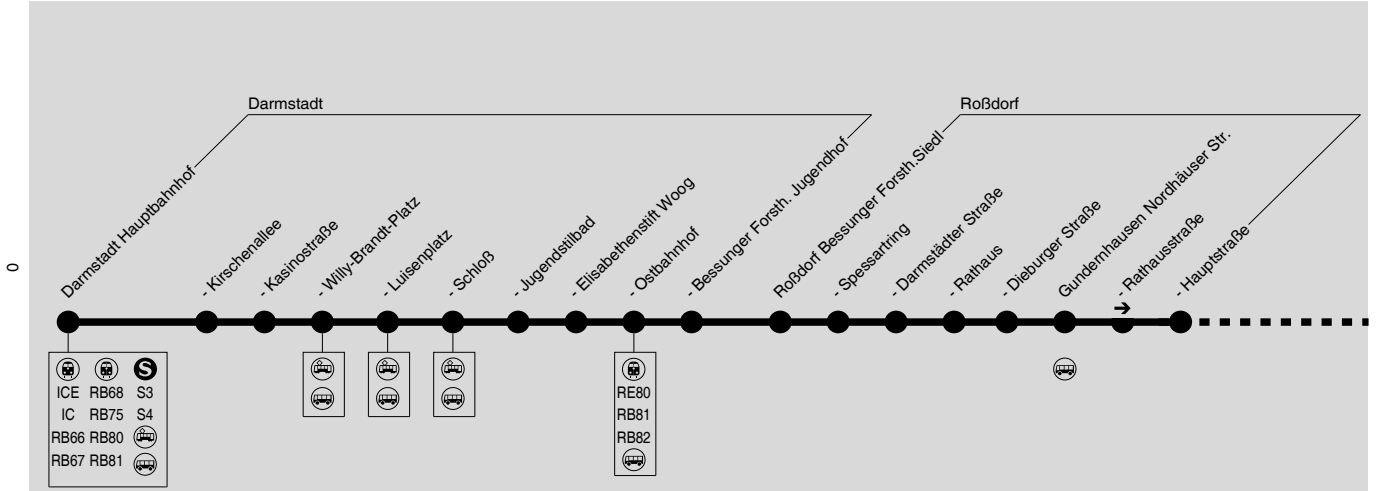 Darmstadt
Roßdorf
Darmstadt Hauptbahnhof
- Kirschenallee
- Kasinostraße
- Willy-Brandt-Platz
- Luisenplatz
- Schloß
- Jugendstilbad
- Elisabethenstift Woog
- Ostbahnhof
- Bessunger Forsth. Jugendhof
Roßdorf Bessunger Forsth.Siedl
- Spessartring
- Darmstädter Straße
- Rathaus
- Dieburger Straße
Gundernhausen Nordhäuser Str.
- Rathausstraße
- Hauptstraße
0
S
ICE RB68 S3
IC RB75 S4
RB66 RB80
RB67 RB81
RE80
RB81
RB82